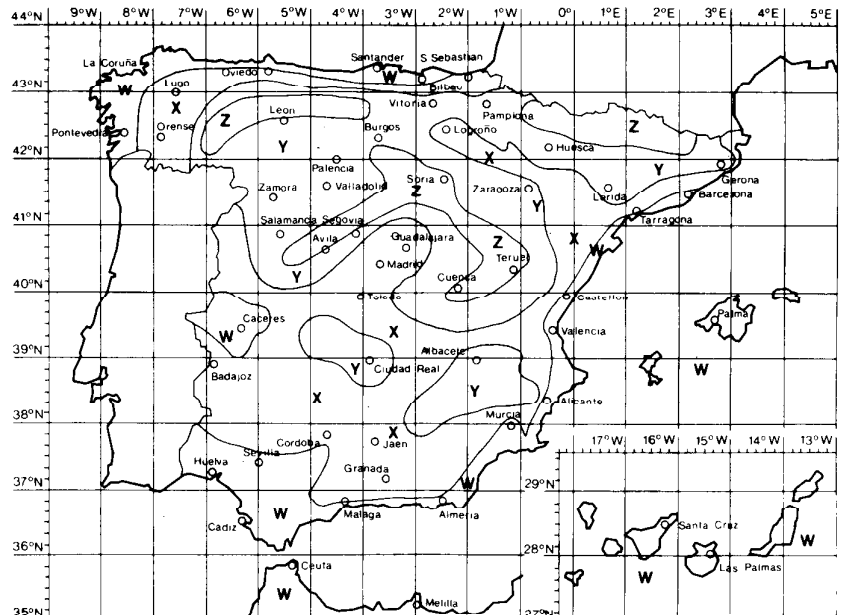 44°N 8°W 7°W 6°W 5°W 4°W 3°W 2°W 1°W 0° 1°E 2°E 3°E 4°E 5°E
La Coruña Santander S Sebastian
43°N Oviedo W
W Lugo Bilbao
X Vitoria Pamplona
Leon Z
Pontevedra Orense Z Burgos Logroño
Y Huesca
42°N X Y Gerona
Palencia
Zamora Valladolid Soria Z Zaragoza Lerida Barcelona
41°N Y Tarragona
Salamanca Segovia
Avila Guadalajara Z X W
Y Madrid Teruel
Cuenca
40°N Toledo Castellon
Caceres Palma
W X Valencia
39°N Albacete
Y Ciudad Real W
Badajoz
X Y
Alicante
38°N Murcia
Cordoba X
Jaen
Sevilla 17°W 16°W 15°W 14°W 13°W
37°N Huelva Granada W
29°N
W Malaga Almeria
Cadiz Santa Cruz
36°N 28°N W
Ceuta W Las Palmas
W
35°N Melilla 27°N